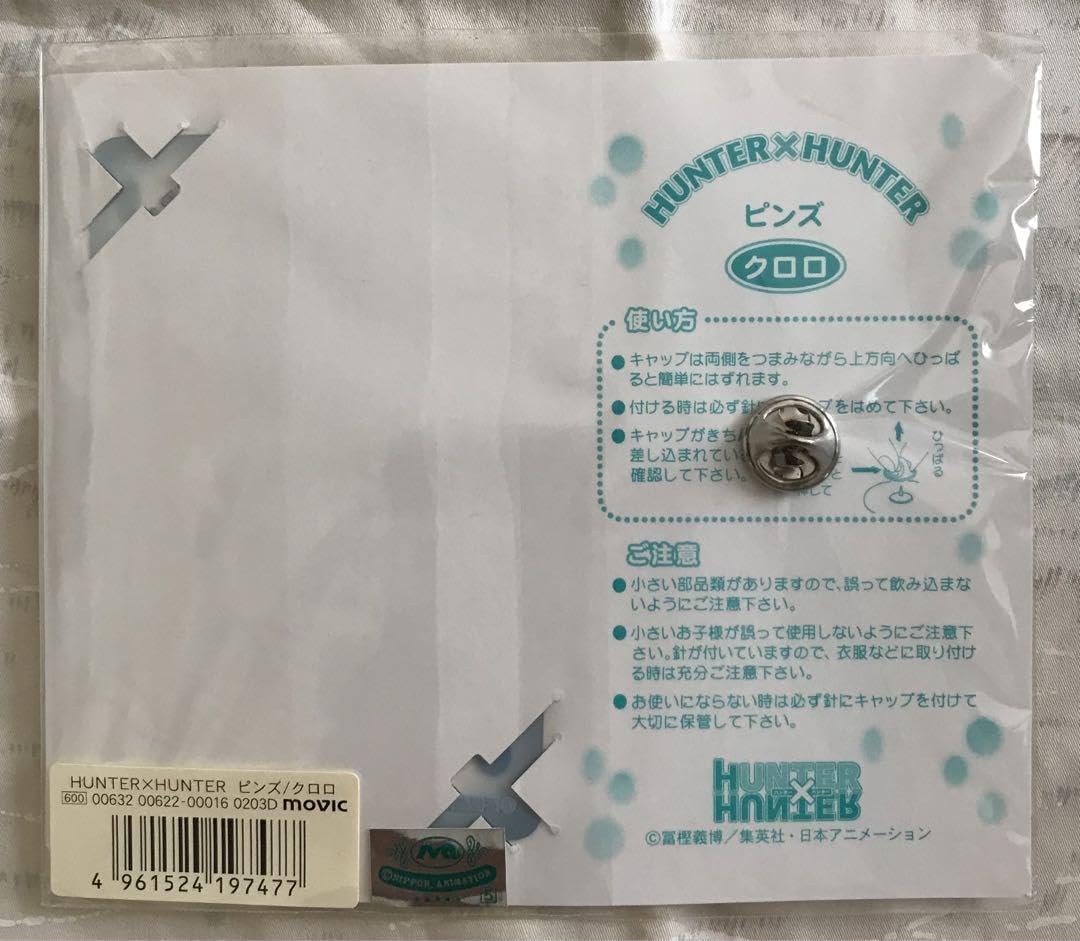 HUNTER×HUNTER
ピンズ
クロロ
使い方
●キャップは両側をつまみながら上方向へひっぱ
ると簡単にはずれます。
●付ける時は必ず針 プをはめて下さい。
●キャップがきち
差し込まれてい と
確認して下さい。 押して
ひっぱる
ご注意
●小さい部品類がありますので、誤って飲み込まな
いようにご注意下さい。
●小さいお子様が誤って使用しないようにご注意下
さい。針が付いていますので、衣服などに取り付け
る時は充分ご注意下さい。
●お使いにならない時は必ず針にキャップを付けて
大切に保管して下さい。
HUNTER
×
HUNTER
©冨樫義博／集英社・日本アニメーション
HUNTER×HUNTER ピンズ/クロロ
600 00632 00622-00016 0203D movic
4 961524 197477
©NIPPON ANIMATION